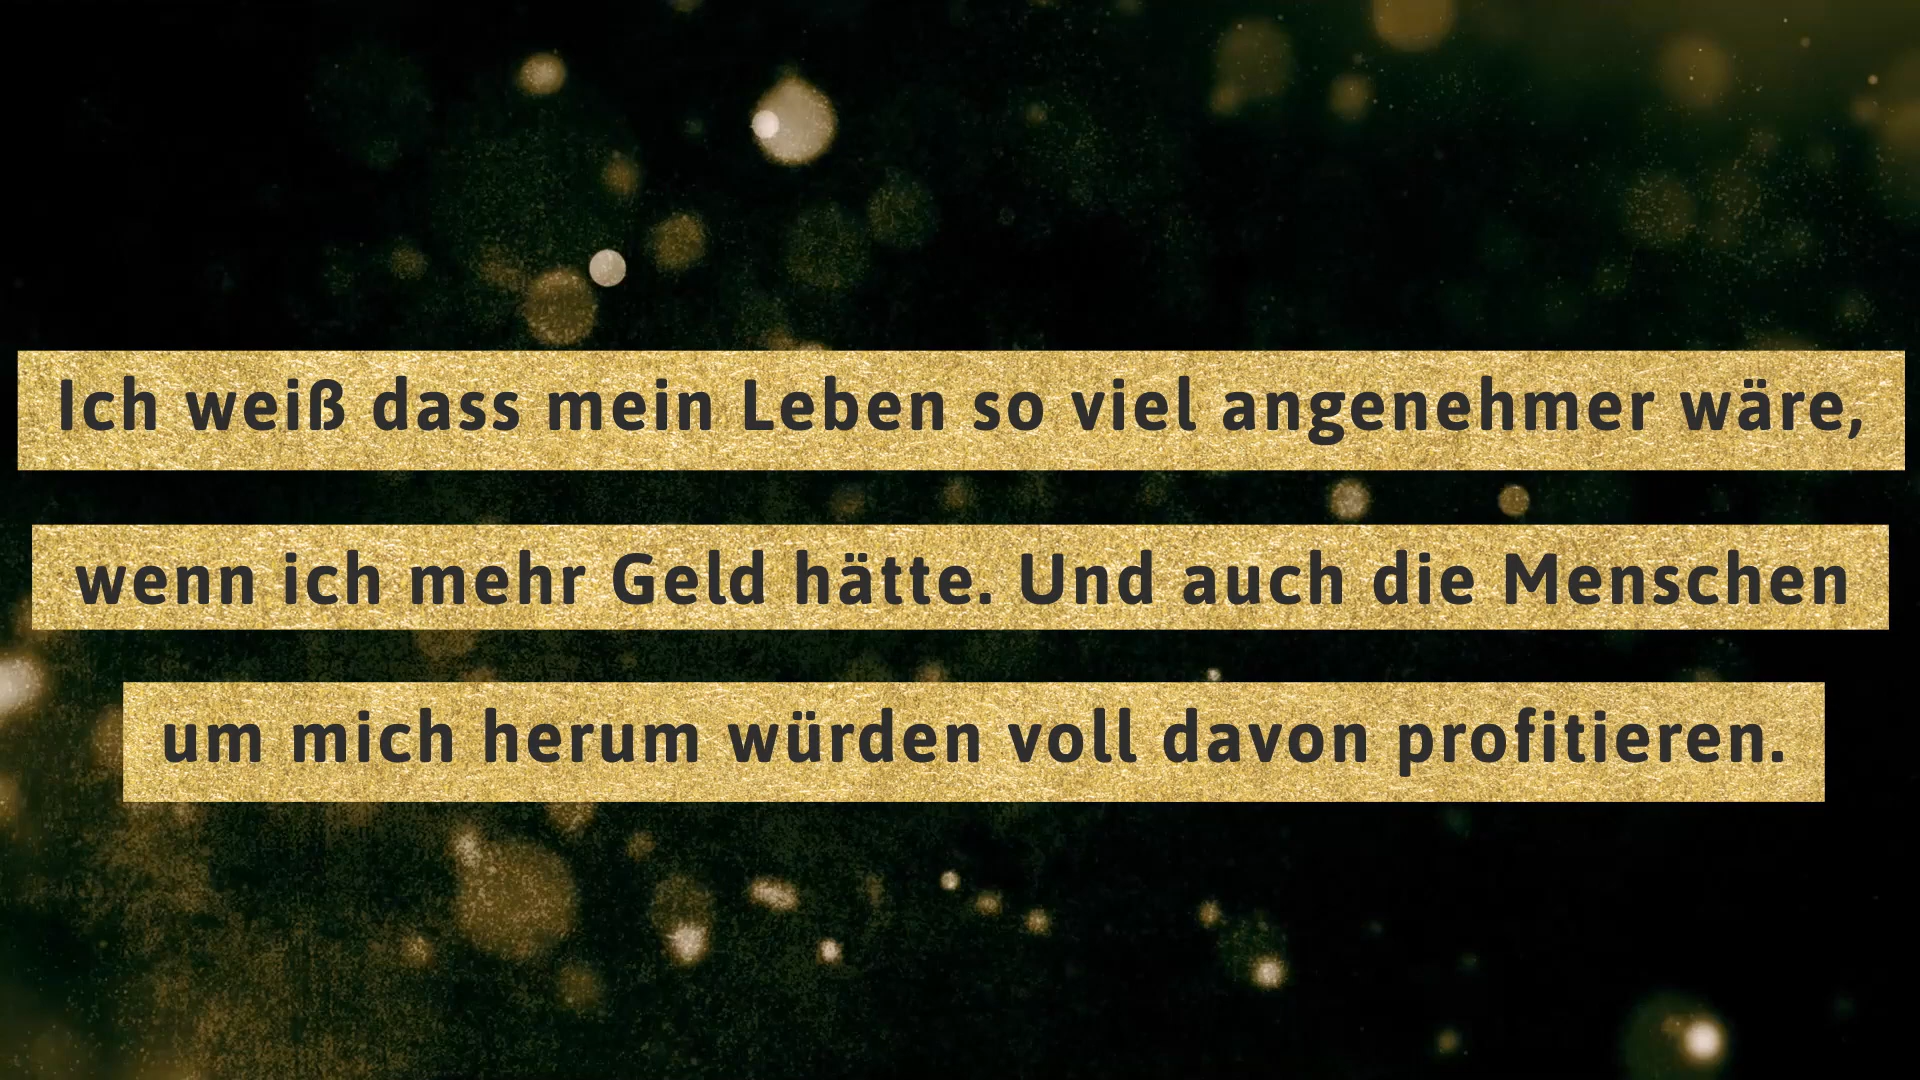 Ich weiß dass mein Leben so viel angenehmer wäre,
wenn ich mehr Geld hätte. Und auch die Menschen
um mich herum würden voll davon profitieren.